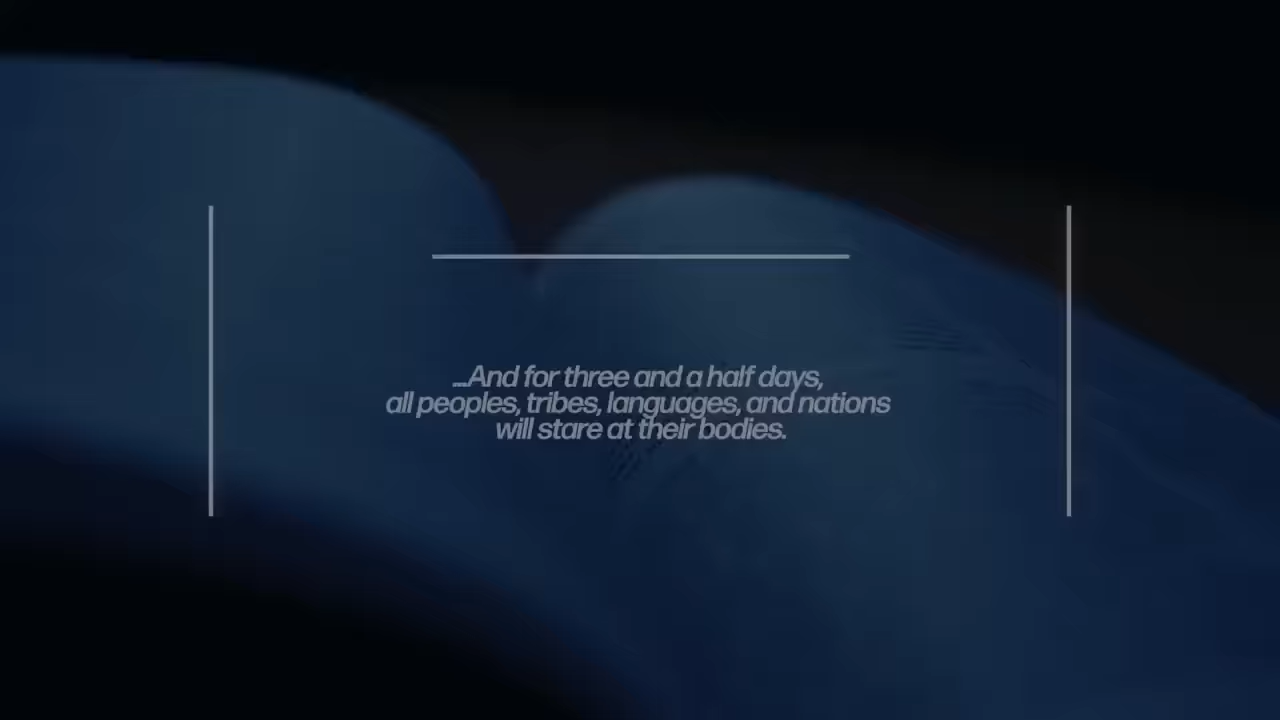 ...And for three and a half days,
all peoples, tribes, languages, and nations
will stare at their bodies.